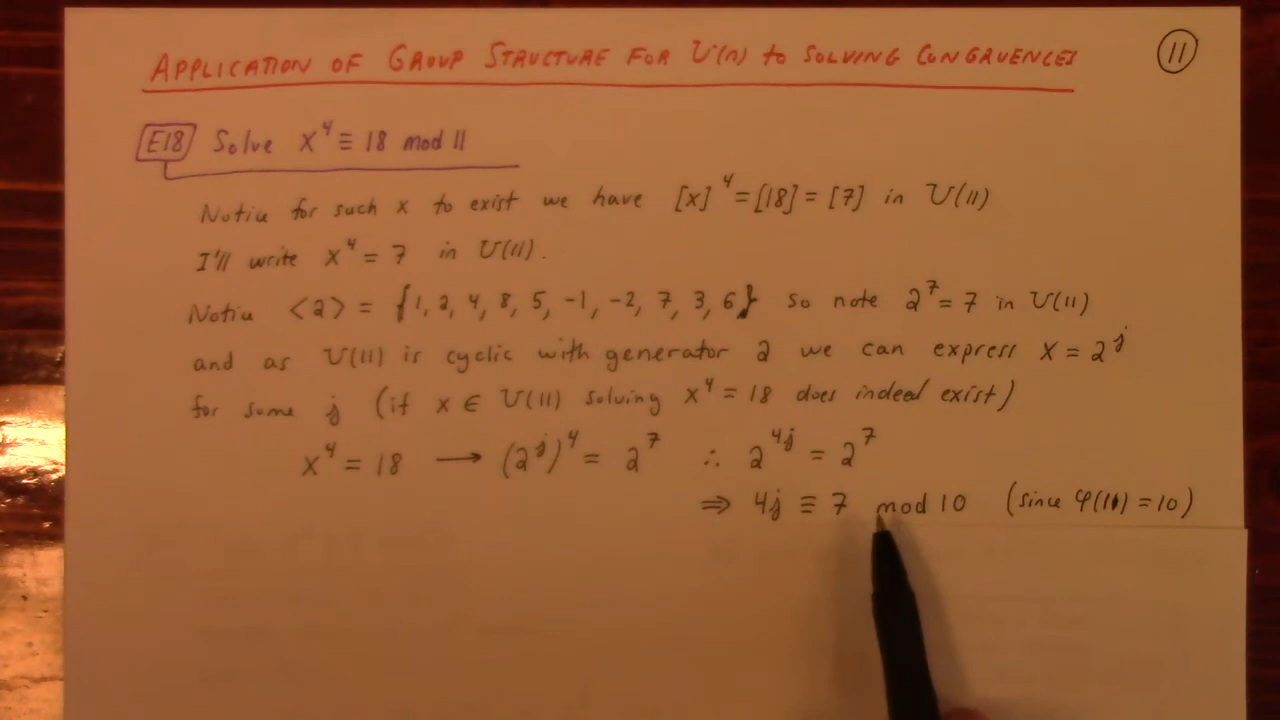 APPLICATION OF GROUP STRUCTURE FOR U(n) to SOLVING CONGRUENCES
11
E18 Solve x⁴ ≡ 18 mod 11
Notice for such x to exist we have [x]⁴ = [18] = [7] in U(11)
I'll write x⁴ = 7 in U(11).
Notice <2> = {1, 2, 4, 8, 5, -1, -2, 7, 3, 6} so note 2⁷ = 7 in U(11)
and as U(11) is cyclic with generator 2 we can express x = 2ʲ
for some j (if x ∈ U(11) solving x⁴ = 18 does indeed exist)
x⁴ = 18 → (2ʲ)⁴ = 2⁷ ∴ 2⁴ʲ = 2⁷
⇒ 4j ≡ 7 mod 10 (since φ(11) = 10)